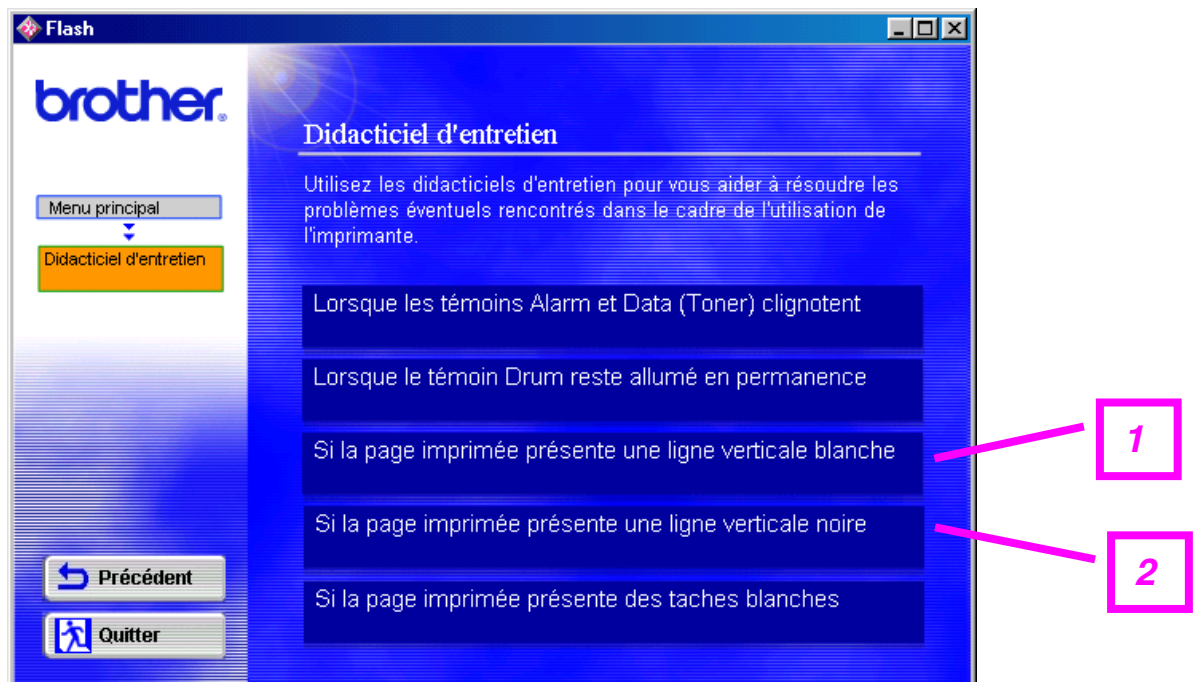 Flash
brother.
Menu principal
Didacticiel d'entretien
Précédent
Quitter
Didacticiel d'entretien
Utilisez les didacticiels d'entretien pour vous aider à résoudre les
problèmes éventuels rencontrés dans le cadre de l'utilisation de
l'imprimante.
Lorsque les témoins Alarm et Data (Toner) clignotent
Lorsque le témoin Drum reste allumé en permanence
Si la page imprimée présente une ligne verticale blanche
Si la page imprimée présente une ligne verticale noire
Si la page imprimée présente des taches blanches
1
2